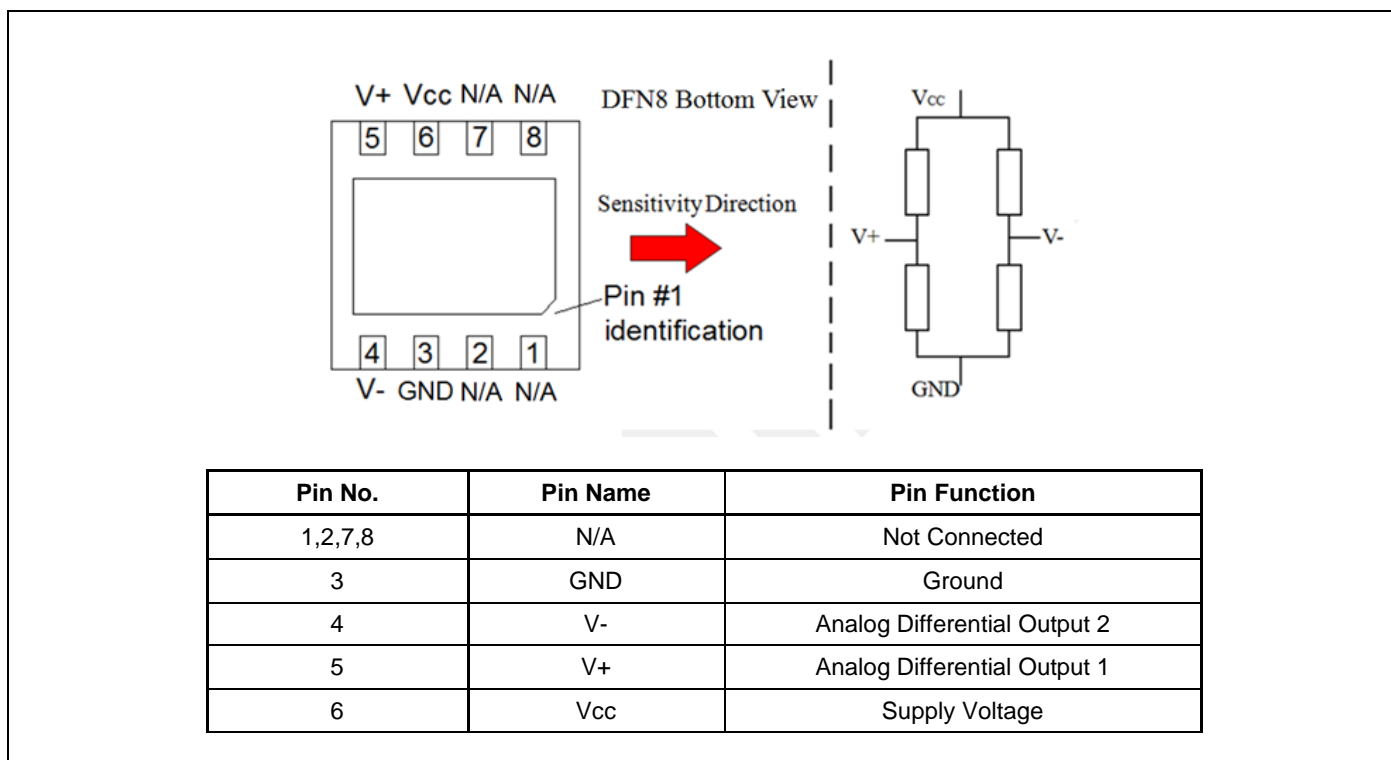 V+ Vcc N/A N/A
DFN8 Bottom View
5 6 7 8
Sensitivity Direction
Pin #1
identification
4 3 2 1
V- GND N/A N/A
Vcc
V+
V-
GND
Pin No. Pin Name Pin Function
1,2,7,8 N/A Not Connected
3 GND Ground
4 V- Analog Differential Output 2
5 V+ Analog Differential Output 1
6 Vcc Supply Voltage